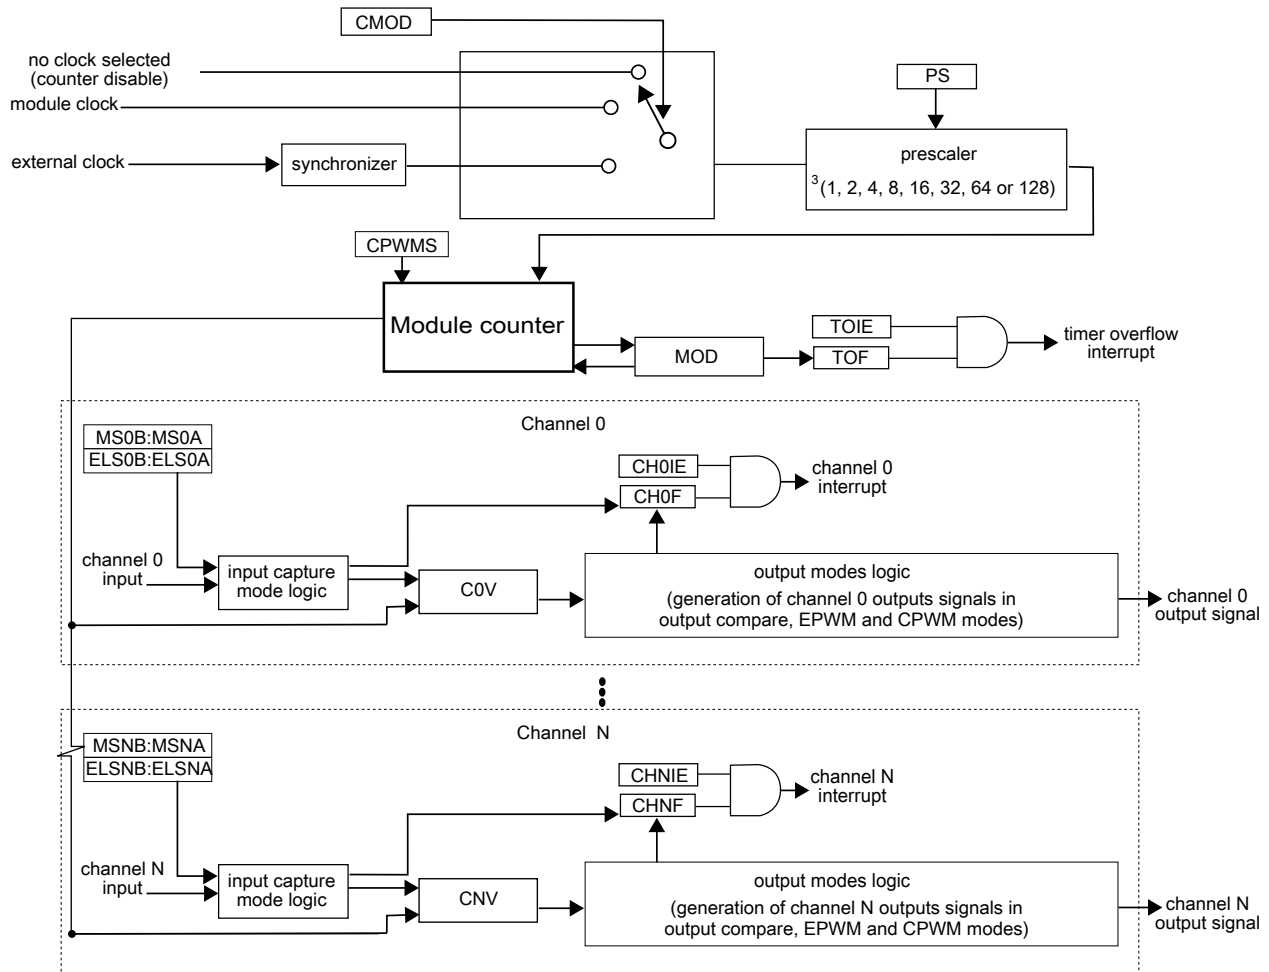 CMOD
no clock selected
(counter disable)
module clock
PS
external clock
synchronizer
prescaler
3(1, 2, 4, 8, 16, 32, 64 or 128)
CPWMS
Module counter
MOD
TOIE
TOF
timer overflow
interrupt
Channel 0
MS0B:MS0A
ELS0B:ELS0A
CH0IE
CH0F
channel 0
interrupt
channel 0
input
input capture
mode logic
C0V
output modes logic
(generation of channel 0 outputs signals in
output compare, EPWM and CPWM modes)
channel 0
output signal
Channel N
MSNB:MSNA
ELSNB:ELSNA
CHNIE
CHNF
channel N
interrupt
channel N
input
input capture
mode logic
CNV
output modes logic
(generation of channel N outputs signals in
output compare, EPWM and CPWM modes)
channel N
output signal